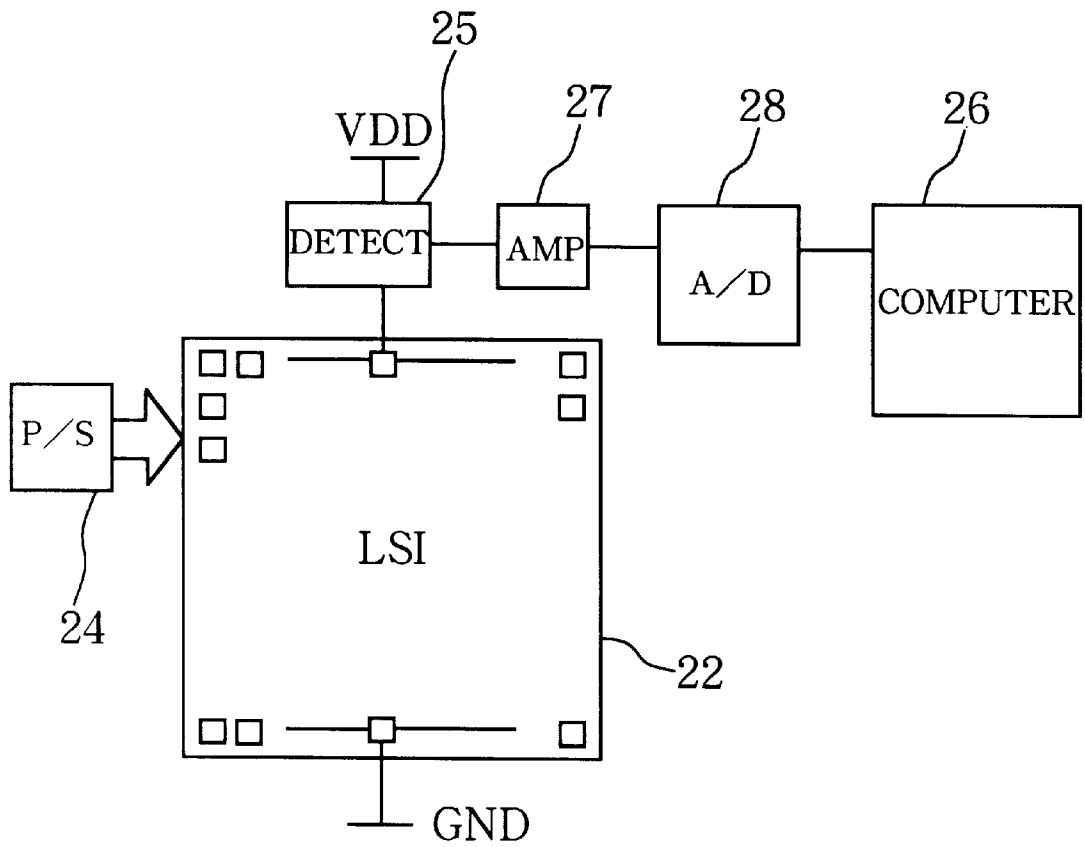 25
27
28
26
VDD
DETECT
AMP
A/D
COMPUTER
P/S
LSI
24
22
GND